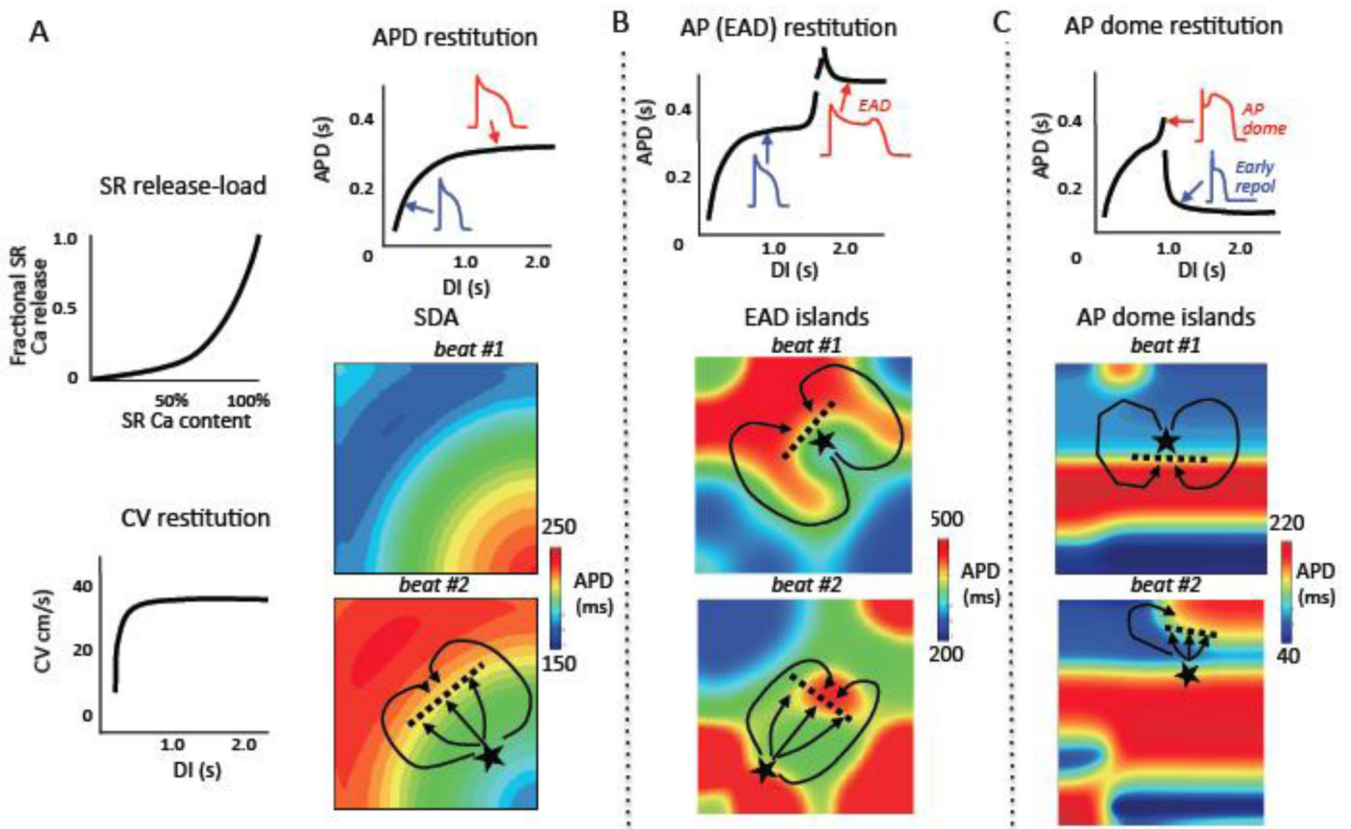 A
SR release-load
Fractional SR
Ca release
1.0
0.5
0
50%
100%
SR Ca content
CV restitution
CV cm/s
40
20
0
1.0
2.0
DI (s)
APD restitution
APD (s)
0.4
0.2
0
1.0
2.0
DI (s)
SDA
beat #1
250
APD
(ms)
150
beat #2
B
AP (EAD) restitution
APD (s)
0.4
0.2
0
EAD
1.0
2.0
DI (s)
EAD islands
beat #1
500
APD
(ms)
200
beat #2
C
AP dome restitution
APD (s)
0.4
0.2
0
AP
dome
Early
repol
1.0
2.0
DI (s)
AP dome islands
beat #1
220
APD
(ms)
40
beat #2